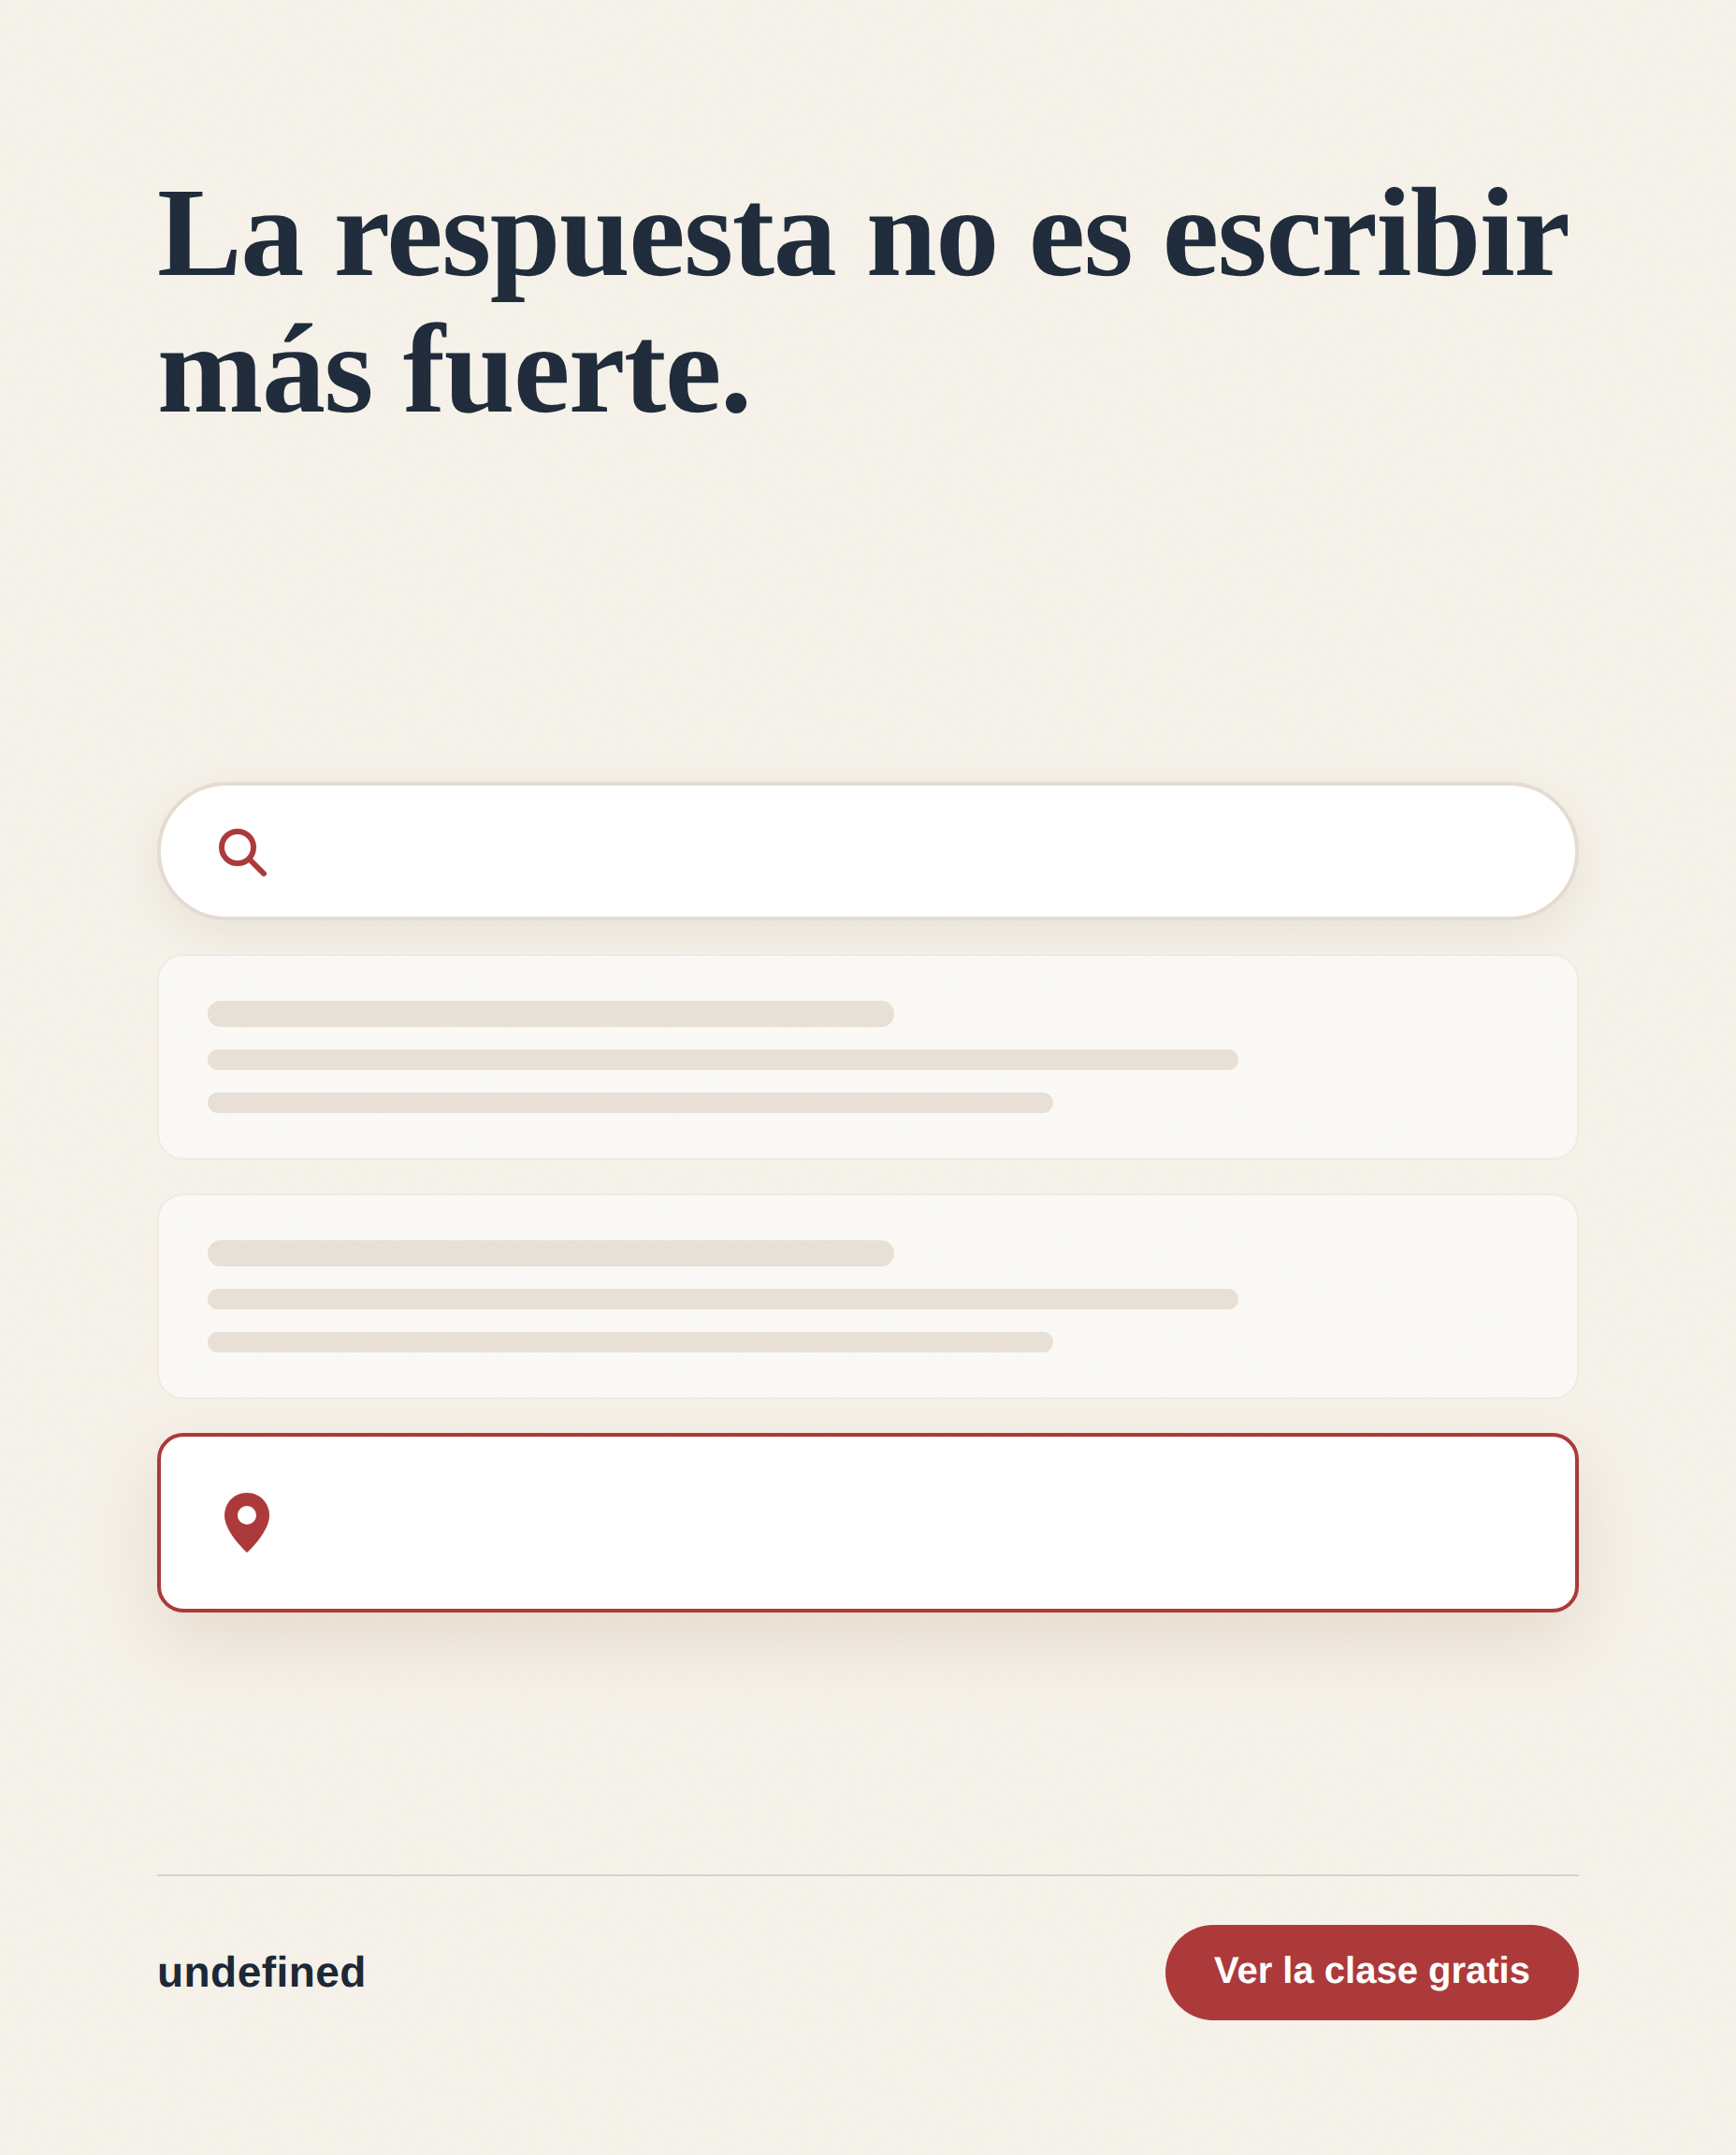 La respuesta no es escribir
más fuerte.
undefined
Ver la clase gratis